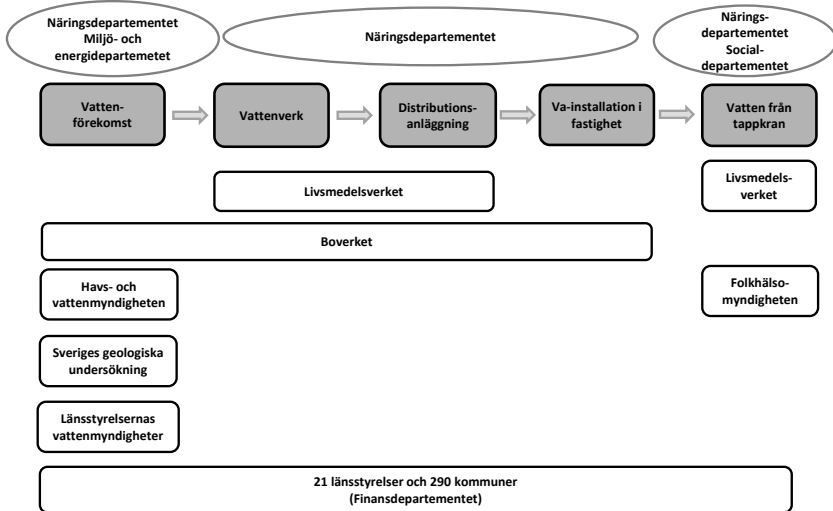 Näringsdepartementet
Miljö- och
energidepartemetet
Näringsdepartementet
Närings-
departementet
Social-
departementet
Vatten-
förekomst
Vattenverk
Distributions-
anläggning
Va-installation i
fastighet
Vatten från
tappkran
Livsmedelsverket
Livsmedels-
verket
Boverket
Havs- och
vattenmyndigheten
Folkhälso-
myndigheten
Sveriges geologiska
undersökning
Länsstyrelsernas
vattenmyndigheter
21 länsstyrelser och 290 kommuner
(Finansdepartementet)